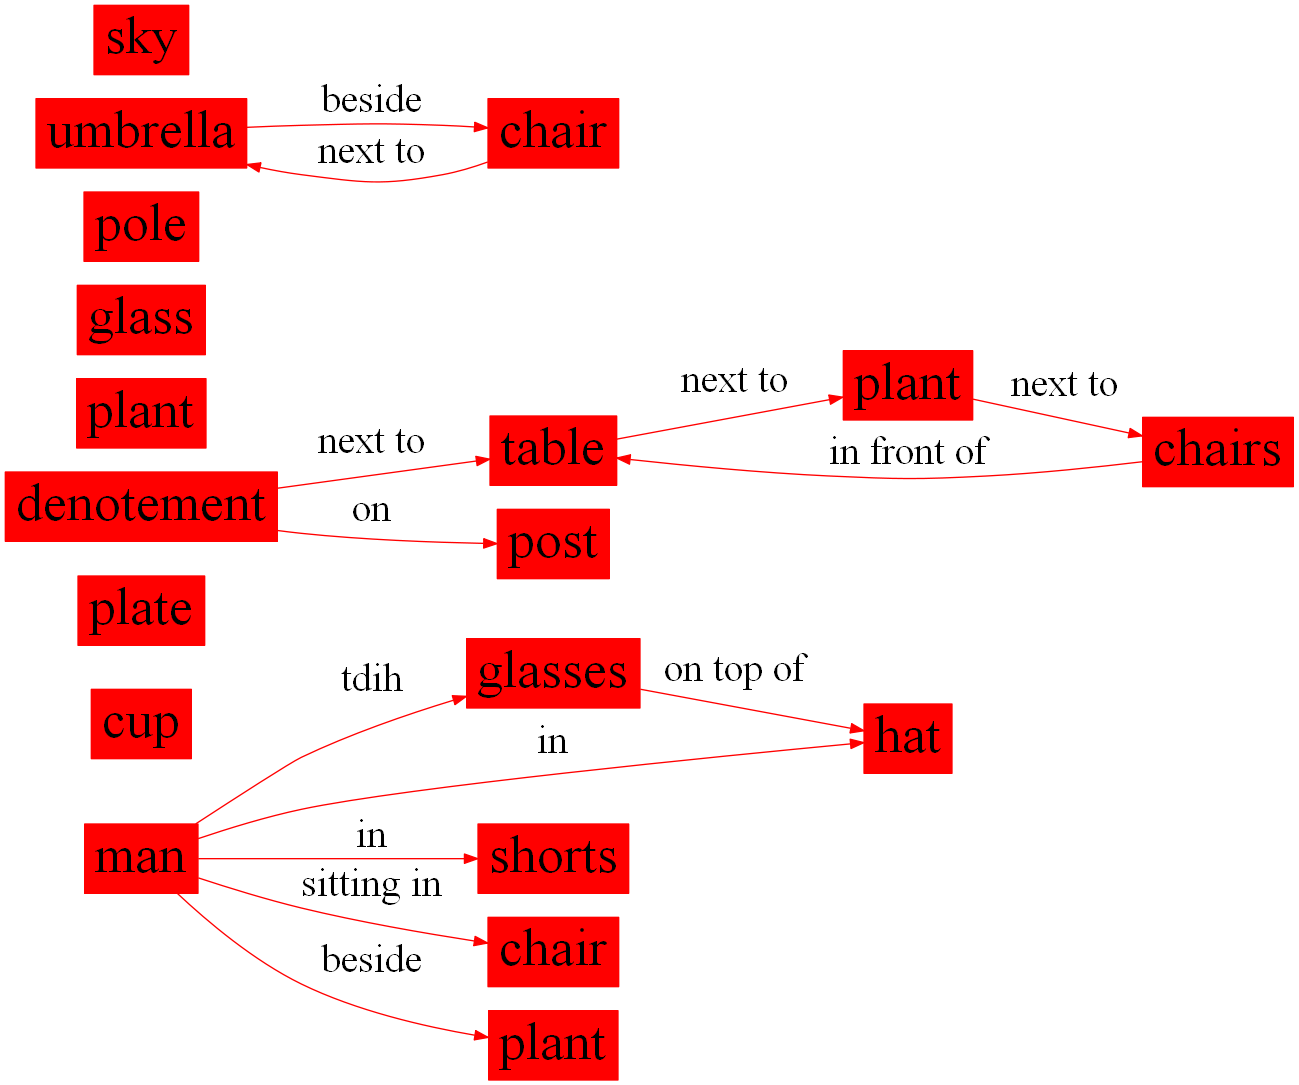 sky
umbrella
beside
chair
next to
pole
glass
plant
denotement
next to
table
next to
plant
next to
chairs
in front of
on
post
plate
cup
man
tdih
glasses
on top of
hat
in
in
shorts
sitting in
chair
beside
plant